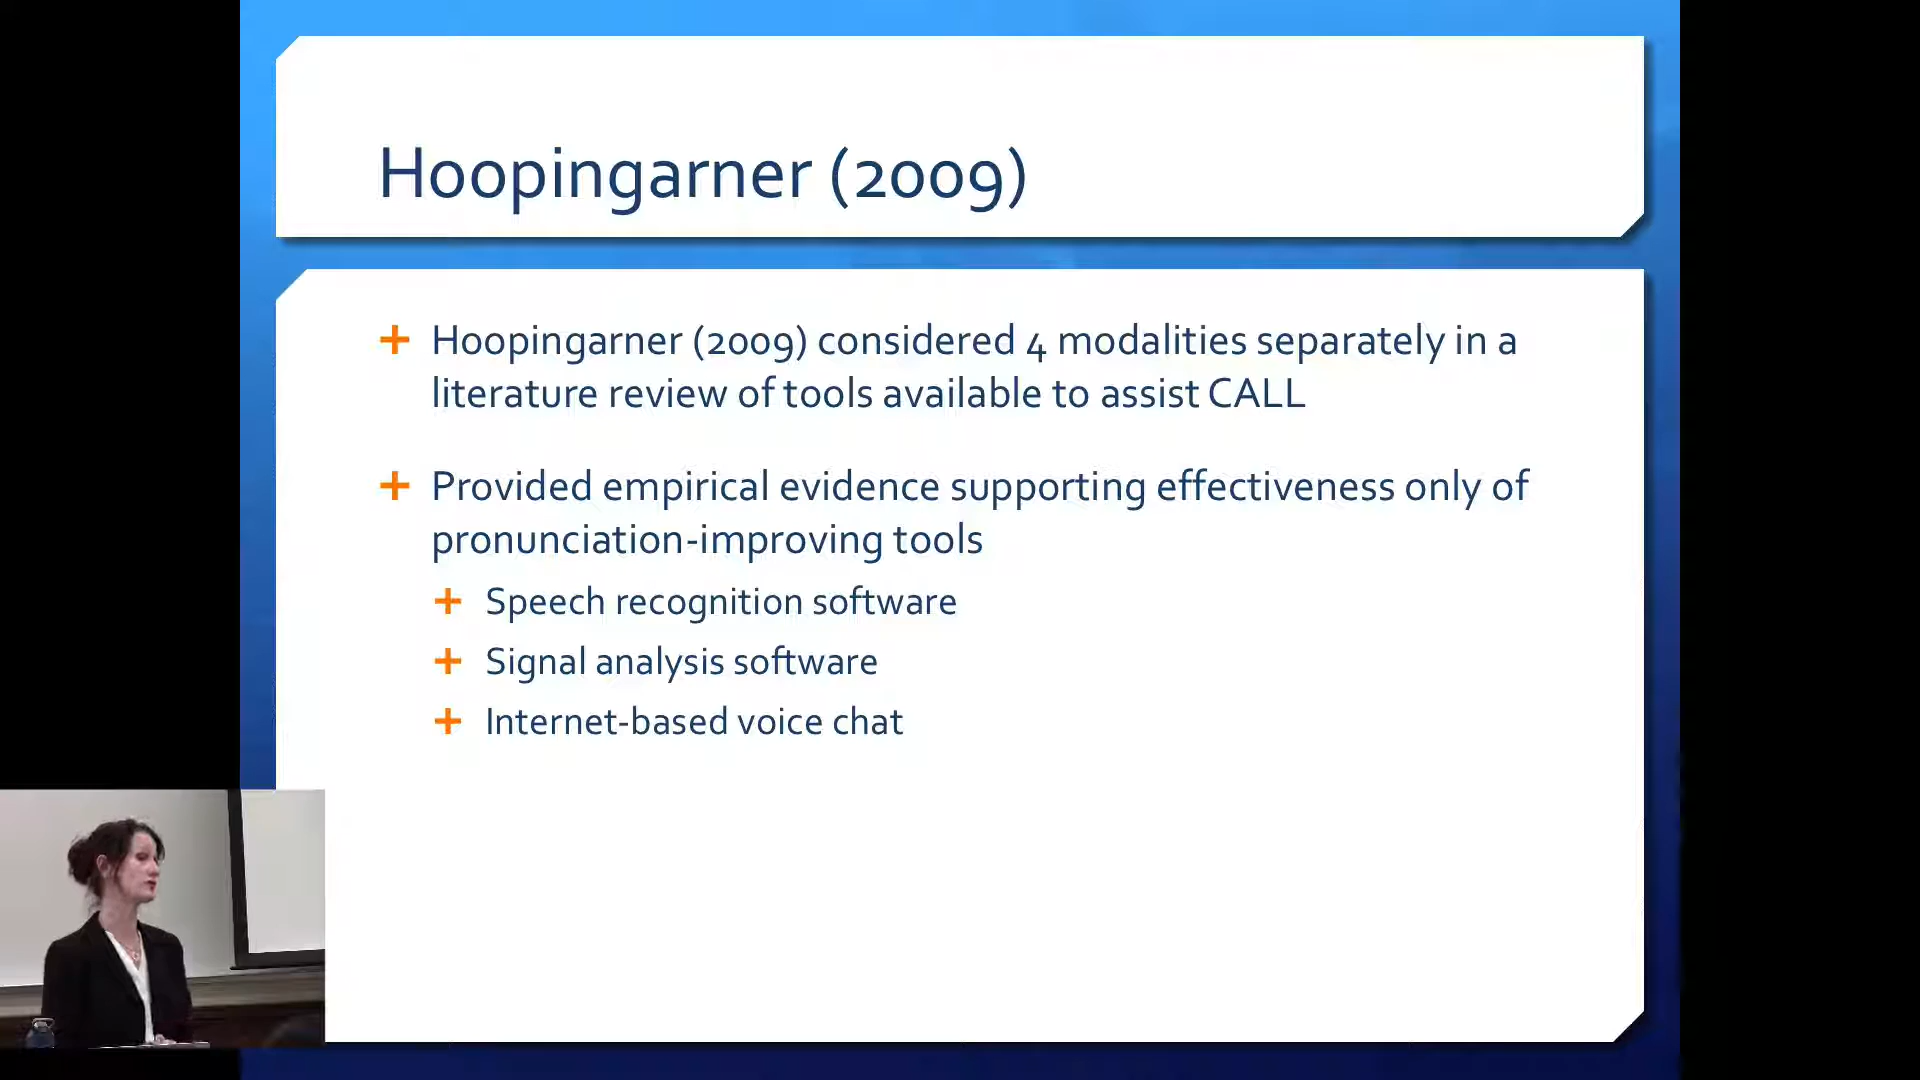 Hoopingarner (2009)
Hoopingarner (2009) considered 4 modalities separately in a
literature review of tools available to assist CALL
Provided empirical evidence supporting effectiveness only of
pronunciation-improving tools
Speech recognition software
Signal analysis software
Internet-based voice chat